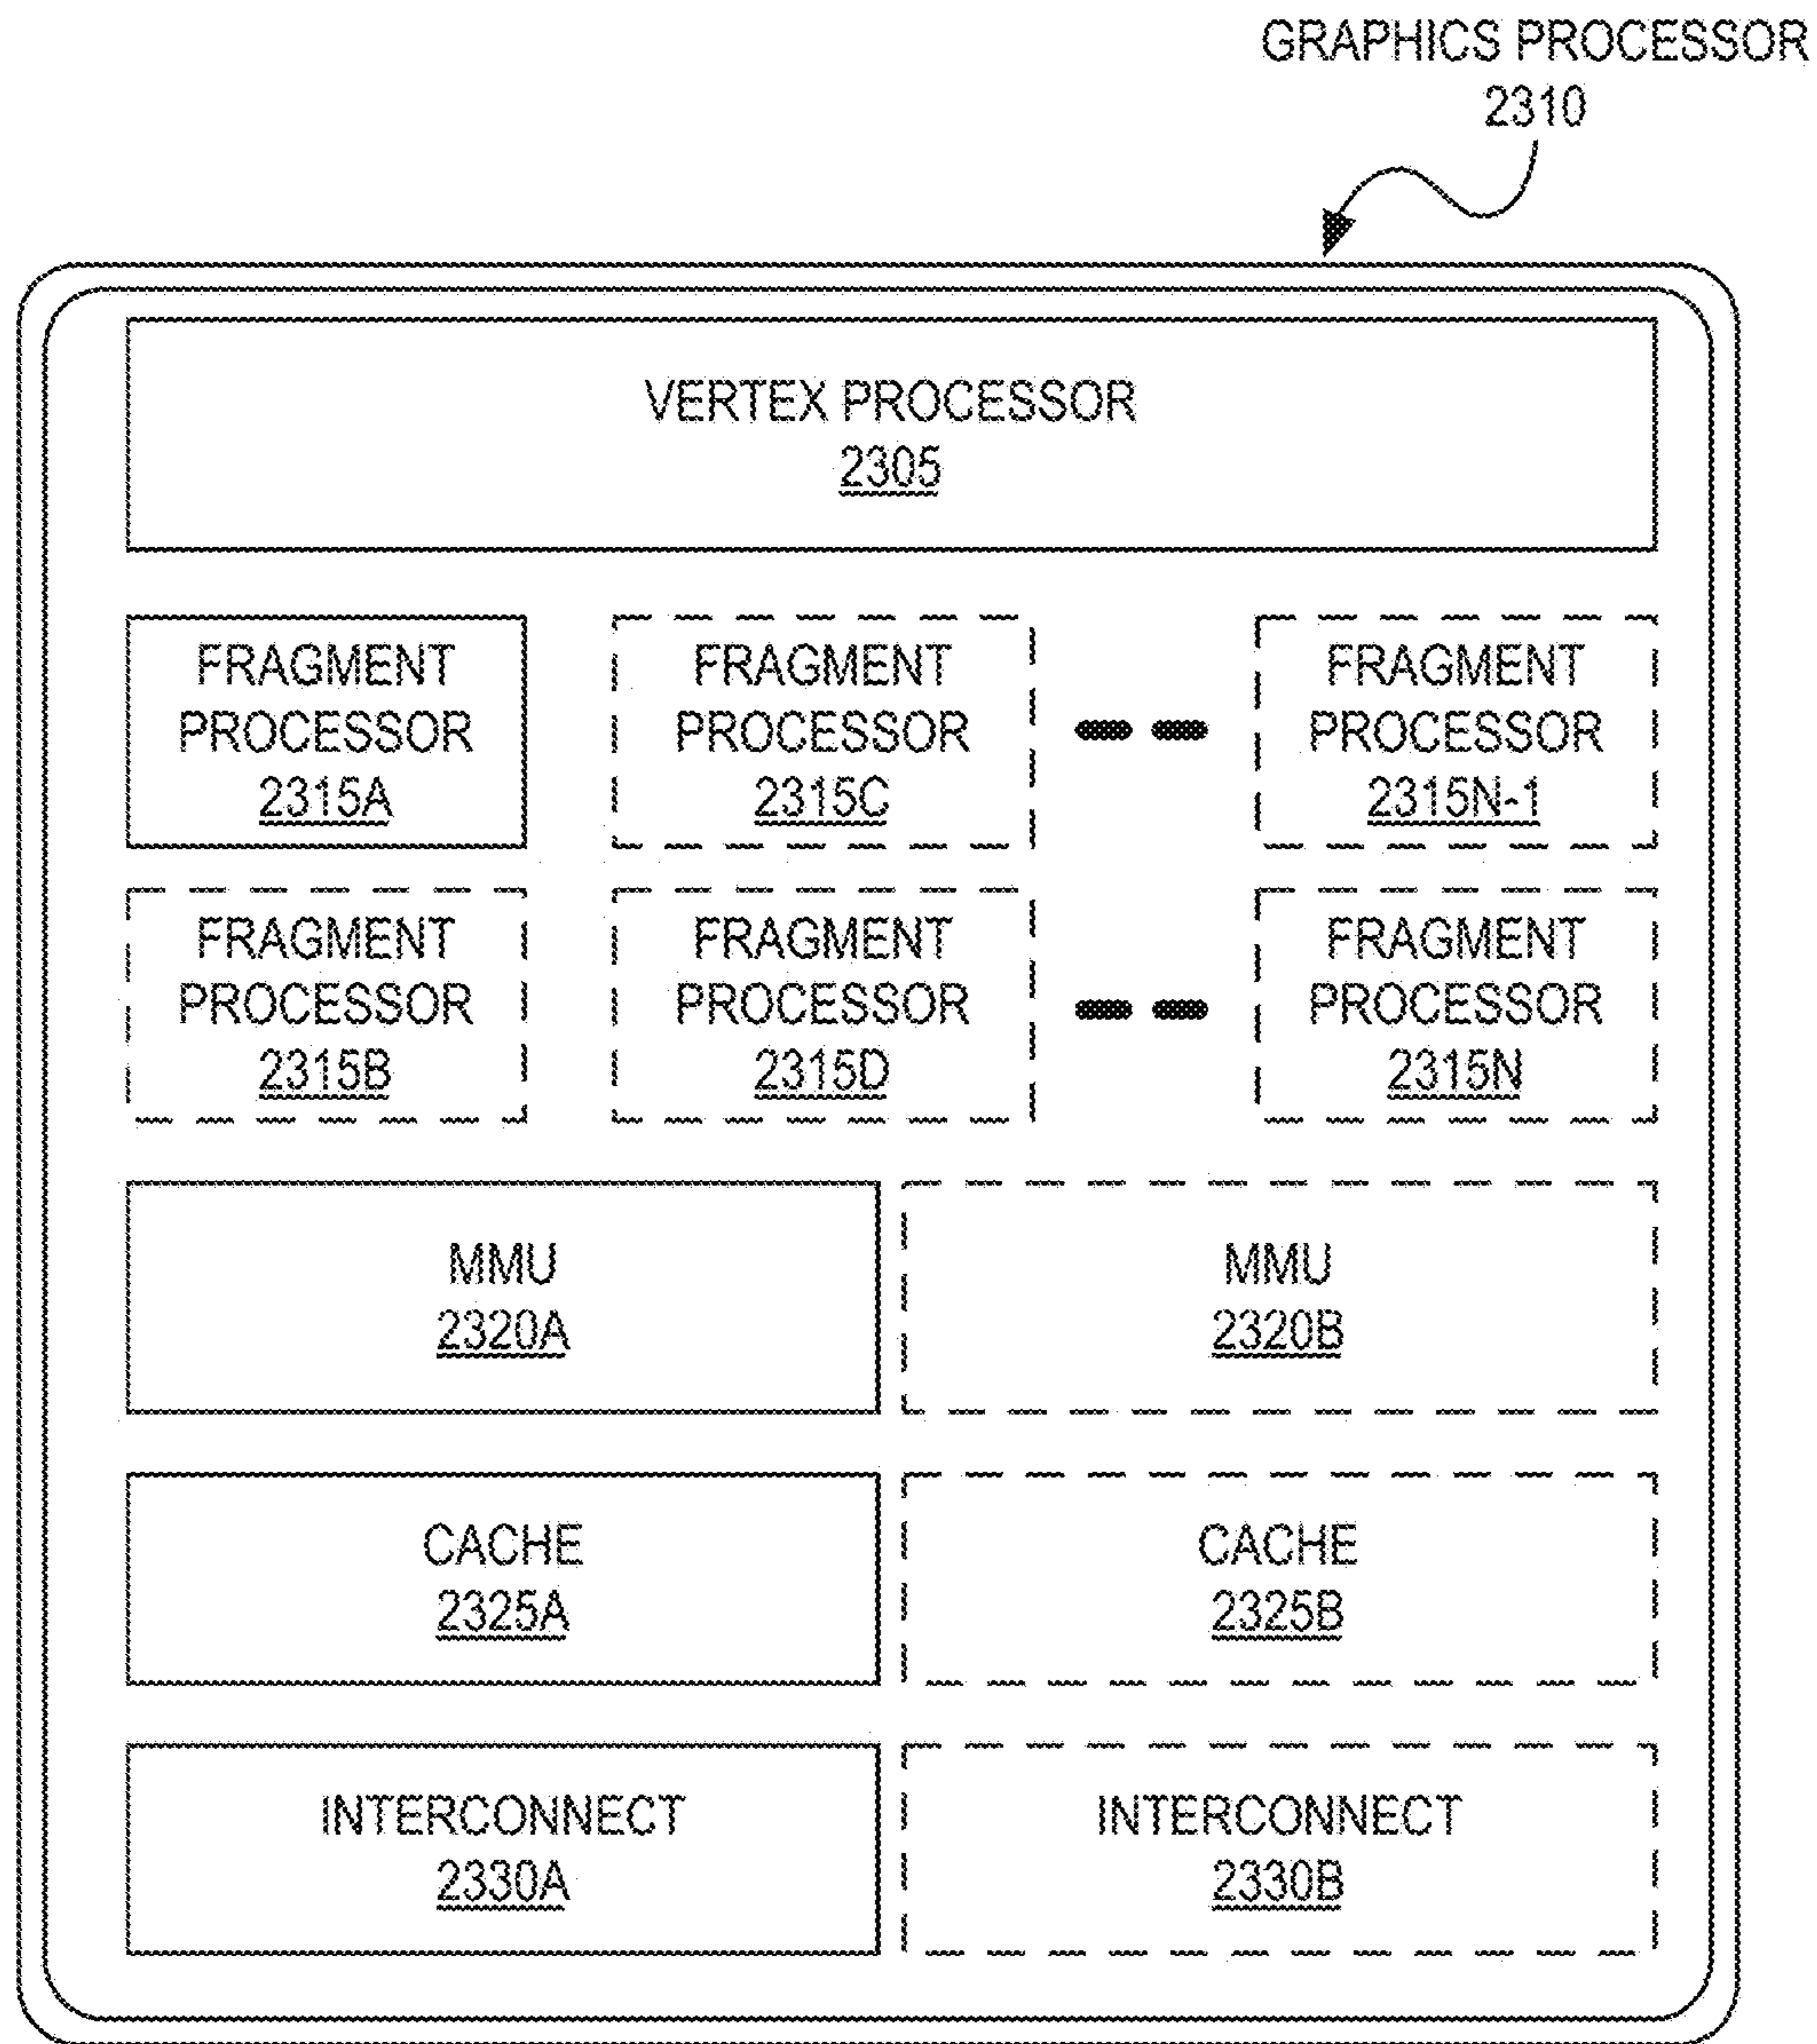 GRAPHICS PROCESSOR
2310
VERTEX PROCESSOR
2305
FRAGMENT
PROCESSOR
2315A
FRAGMENT
PROCESSOR
2315C
FRAGMENT
PROCESSOR
2315N-1
FRAGMENT
PROCESSOR
2315B
FRAGMENT
PROCESSOR
2315D
FRAGMENT
PROCESSOR
2315N
MMU
2320A
MMU
2320B
CACHE
2325A
CACHE
2325B
INTERCONNECT
2330A
INTERCONNECT
2330B